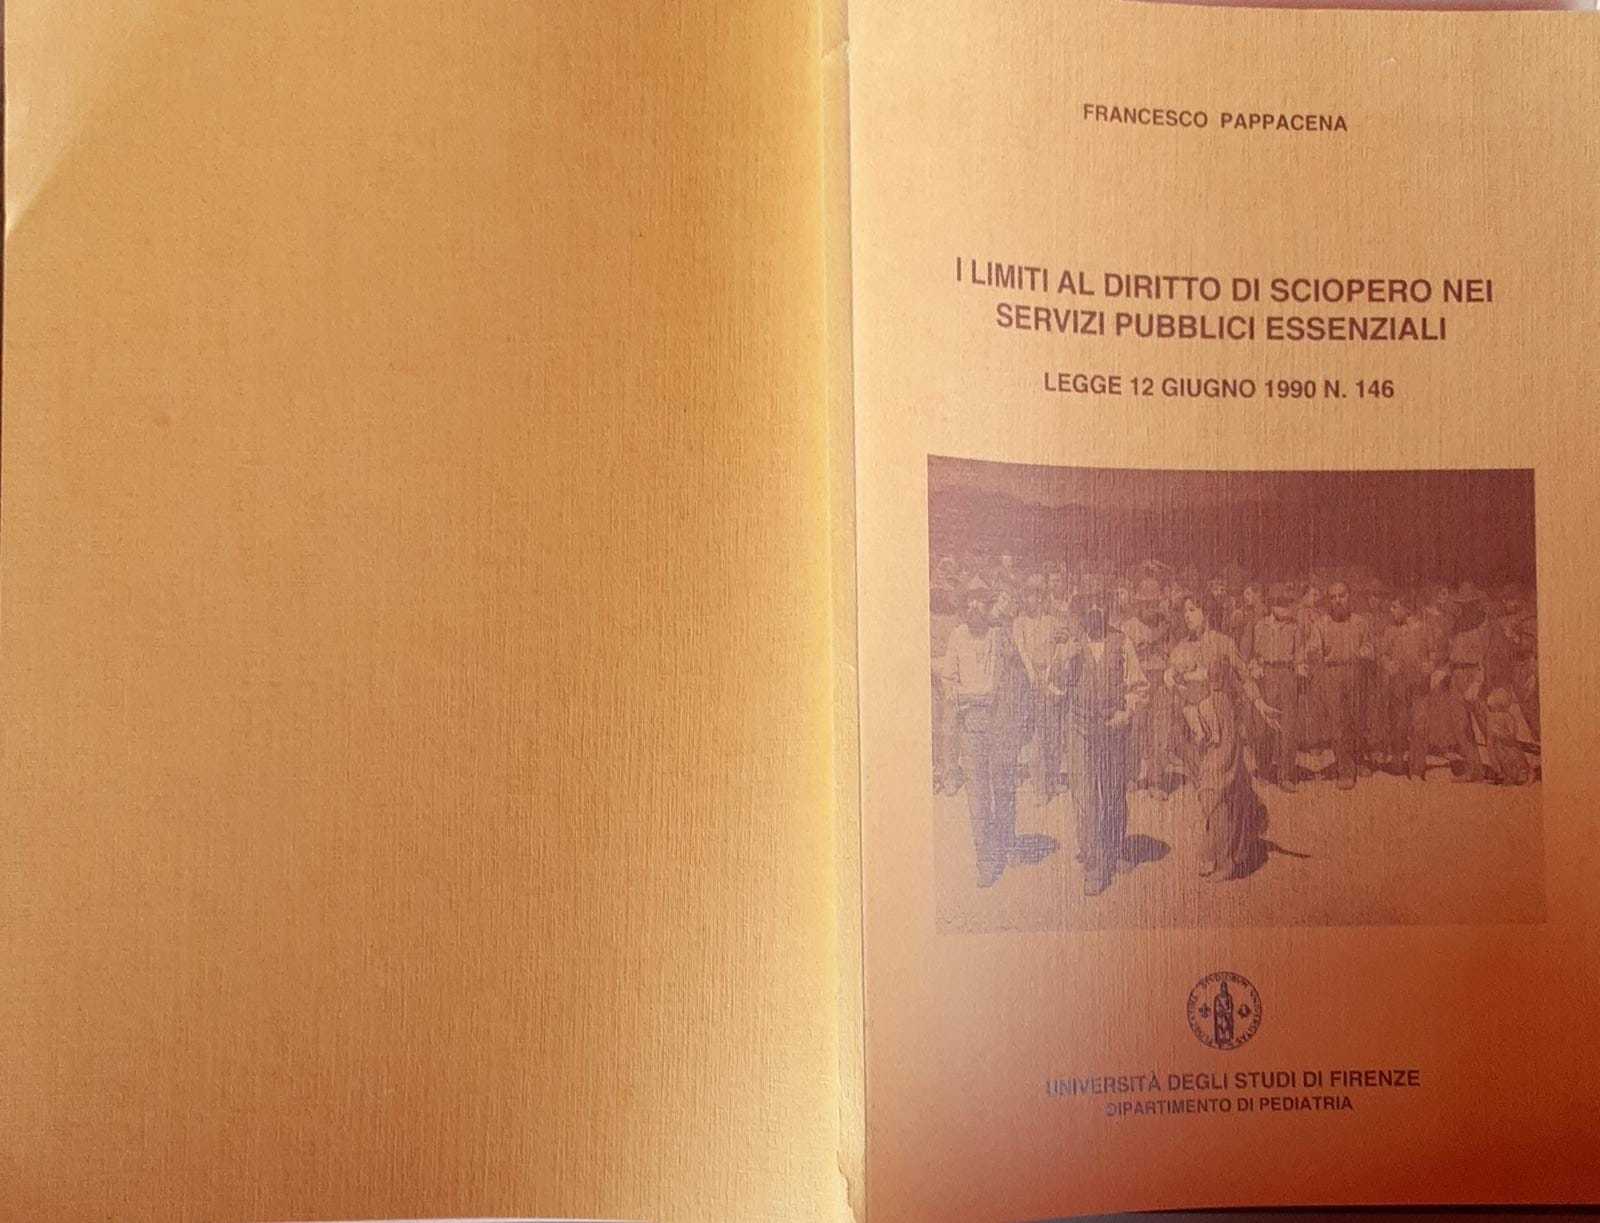 FRANCESCO PAPPACENA
I LIMITI AL DIRITTO DI SCIOPERO NEI
SERVIZI PUBBLICI ESSENZIALI
LEGGE 12 GIUGNO 1990 N. 146
UNIVERSITÀ DEGLI STUDI DI FIRENZE
DIPARTIMENTO DI PEDIATRIA